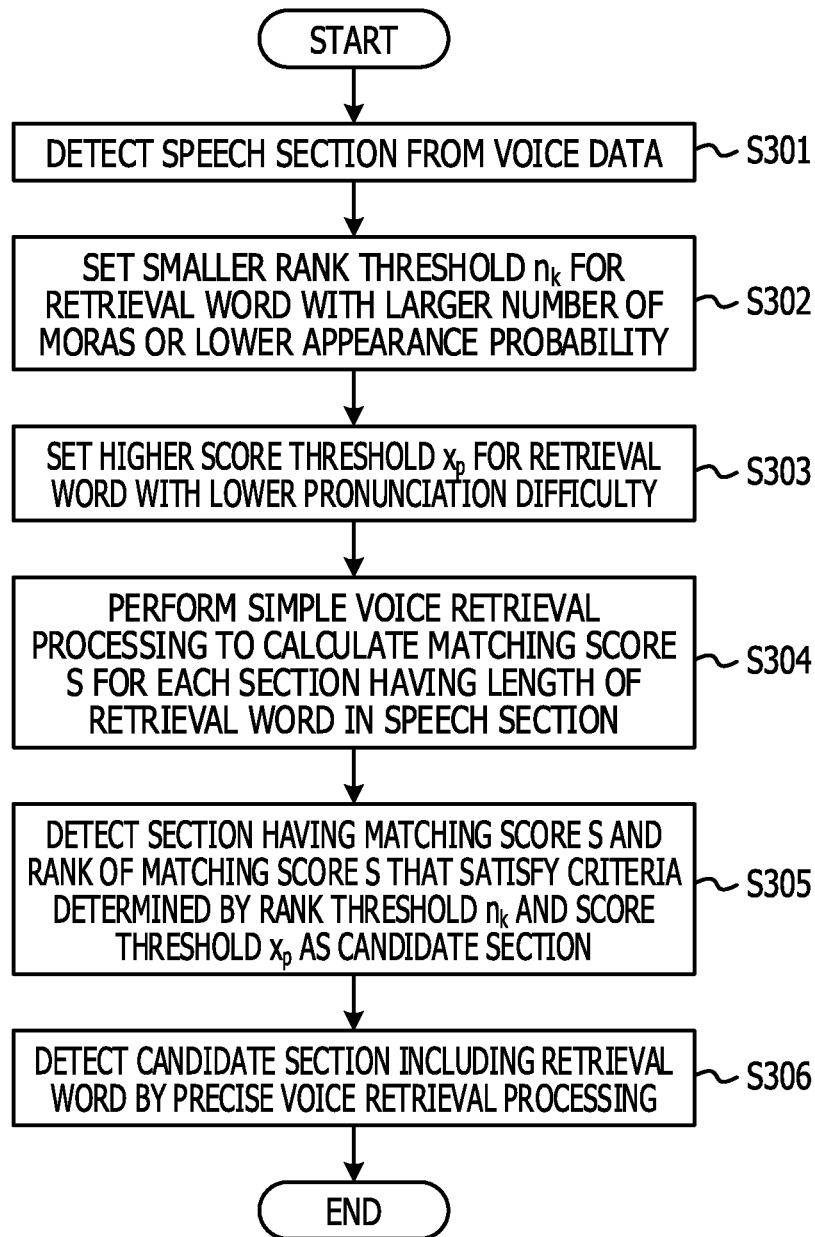 START
DETECT SPEECH SECTION FROM VOICE DATA
S301
SET SMALLER RANK THRESHOLD nk FOR
RETRIEVAL WORD WITH LARGER NUMBER OF
MORAS OR LOWER APPEARANCE PROBABILITY
S302
SET HIGHER SCORE THRESHOLD xp FOR RETRIEVAL
WORD WITH LOWER PRONUNCIATION DIFFICULTY
S303
PERFORM SIMPLE VOICE RETRIEVAL
PROCESSING TO CALCULATE MATCHING SCORE
S FOR EACH SECTION HAVING LENGTH OF
RETRIEVAL WORD IN SPEECH SECTION
S304
DETECT SECTION HAVING MATCHING SCORE S AND
RANK OF MATCHING SCORE S THAT SATISFY CRITERIA
DETERMINED BY RANK THRESHOLD nk AND SCORE
THRESHOLD xp AS CANDIDATE SECTION
S305
DETECT CANDIDATE SECTION INCLUDING RETRIEVAL
WORD BY PRECISE VOICE RETRIEVAL PROCESSING
S306
END